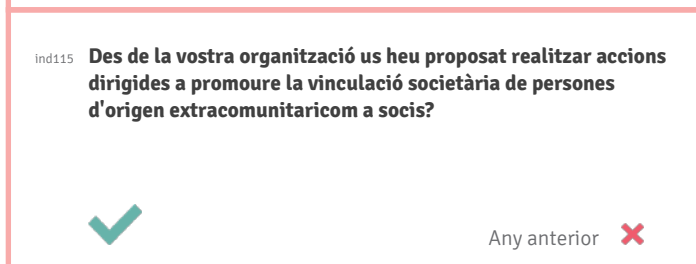 ind115 Des de la vostra organització us heu proposat realitzar accions
dirigides a promoure la vinculació societària de persones
d'origen extracomunitaricom a socis?
Any anterior